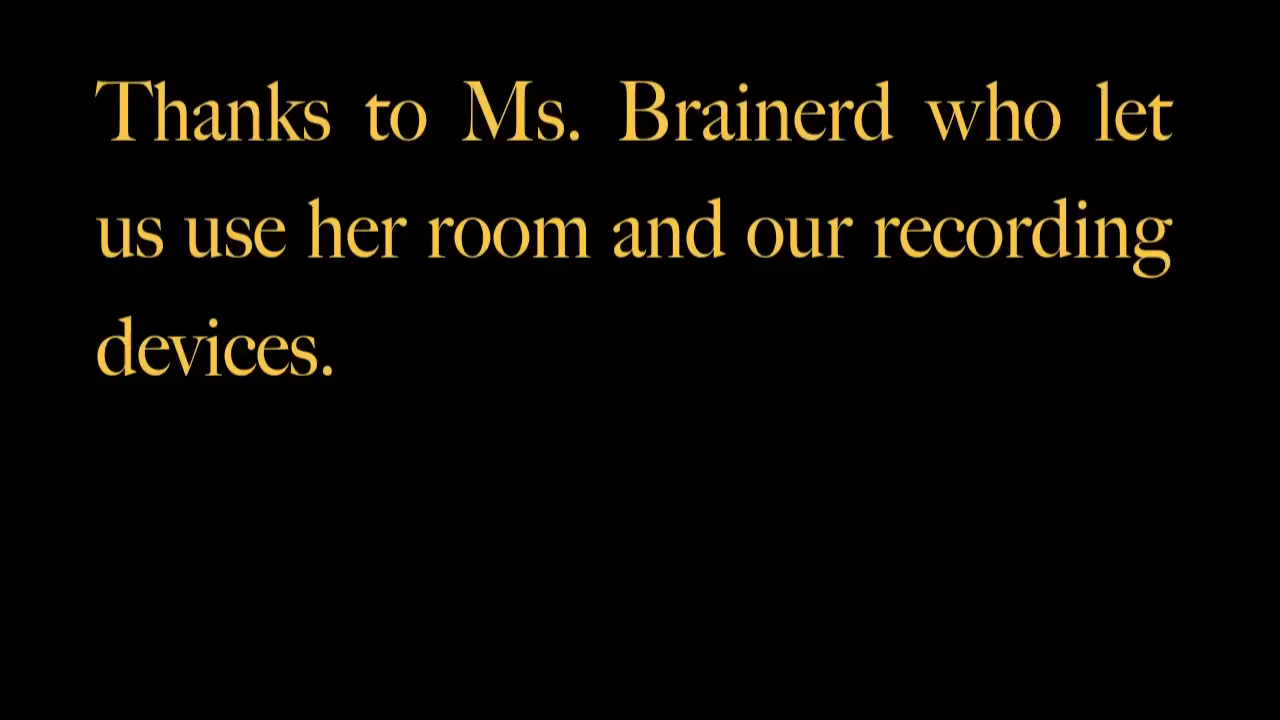 Thanks to Ms. Brainerd who let
us use her room and our recording
devices.